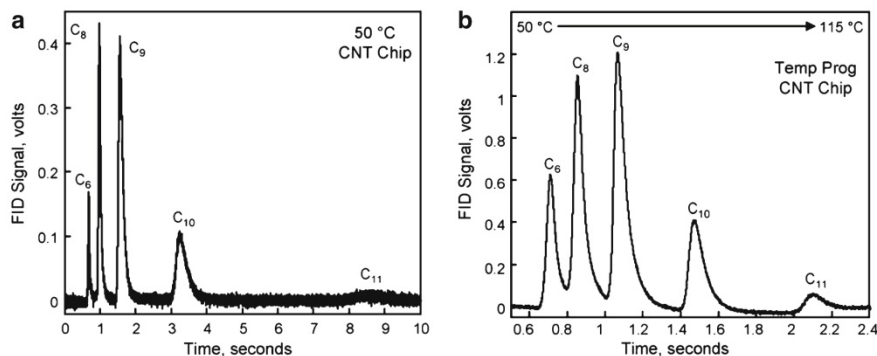 a
50 °C
CNT Chip
C8
C9
C6
C10
C11
FID Signal, volts
0.4
0.3
0.2
0.1
0
0 1 2 3 4 5 6 7 8 9 10
Time, seconds
b
50 °C 115 °C
Temp Prog
CNT Chip
C9
C8
C6
C10
C11
FID Signal, volts
1.2
1
0.8
0.6
0.4
0.2
0
0.6 0.8 1 1.2 1.4 1.6 1.8 2 2.2 2.4
Time, seconds